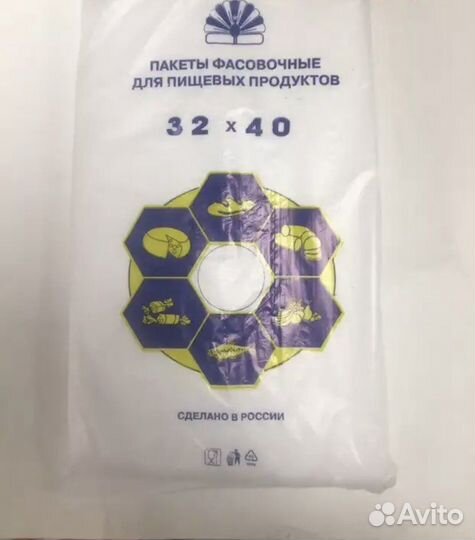 ПАКЕТЫ ФАСОВОЧНЫЕ
ДЛЯ ПИЩЕВЫХ ПРОДУКТОВ
32 х 40
СДЕЛАНО В РОССИИ
Avito